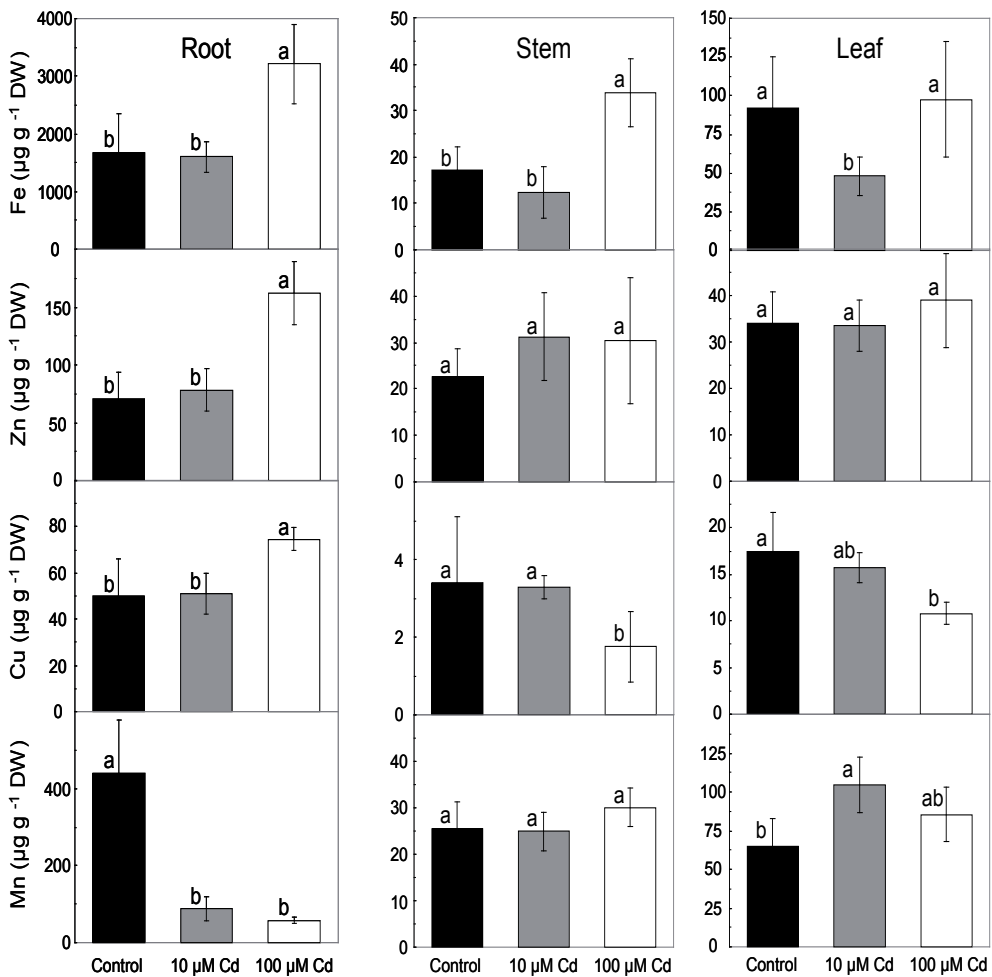 Root
Fe (µg g -1 DW)
4000
3000
2000
1000
0
b
b
a
Stem
50
40
30
20
10
0
b
b
a
Leaf
150
125
100
75
50
25
0
a
b
a
Zn (µg g -1 DW)
150
100
50
0
b
b
a
40
30
20
10
0
a
a
a
40
30
20
10
0
a
a
a
Cu (µg g -1 DW)
80
60
40
20
0
b
b
a
4
2
0
a
a
b
20
15
10
5
0
a
ab
b
Mn (µg g -1 DW)
400
200
0
a
b
b
40
30
20
10
0
a
a
a
125
100
75
50
25
0
b
a
ab
Control 10 µM Cd 100 µM Cd
Control 10 µM Cd 100 µM Cd
Control 10 µM Cd 100 µM Cd